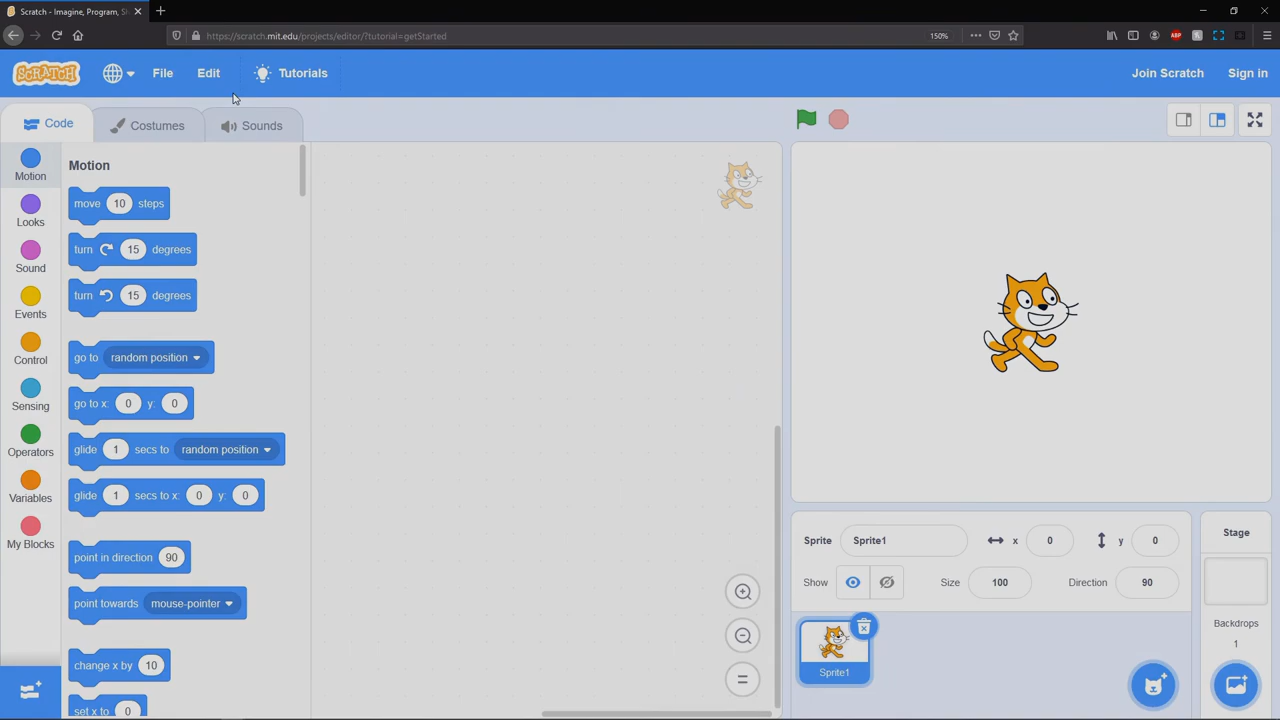 Scratch - Imagine, Program, Sh
https://scratch.mit.edu/projects/editor/?tutorial=getStarted
150%
ABP
SCRATCH
File
Edit
Tutorials
Join Scratch
Sign in
Code
Costumes
Sounds
Motion
Looks
Sound
Events
Control
Sensing
Operators
Variables
My Blocks
Motion
move 10 steps
turn 15 degrees
turn 15 degrees
go to random position
go to x: 0 y: 0
glide 1 secs to random position
glide 1 secs to x: 0 y: 0
point in direction 90
point towards mouse-pointer
change x by 10
set x to 0
Sprite Sprite1 x 0 y 0
Show Size 100 Direction 90
Sprite1
Stage
Backdrops
1